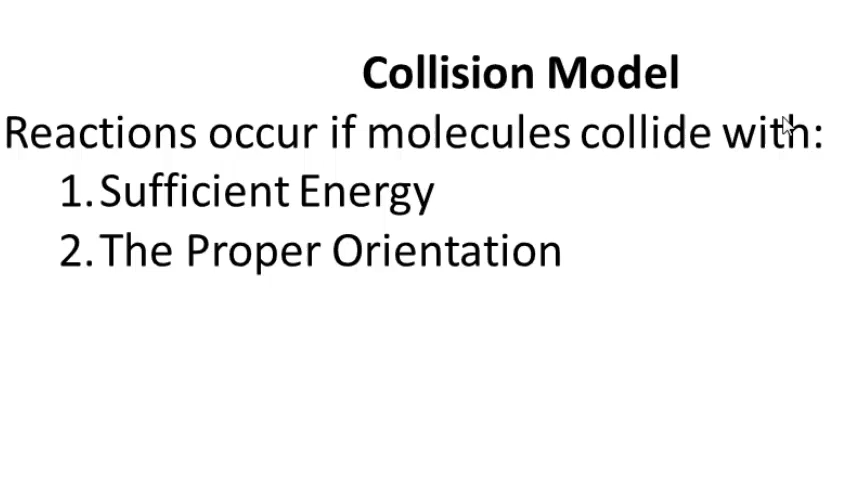 Collision Model
Reactions occur if molecules collide with:
1. Sufficient Energy
2. The Proper Orientation